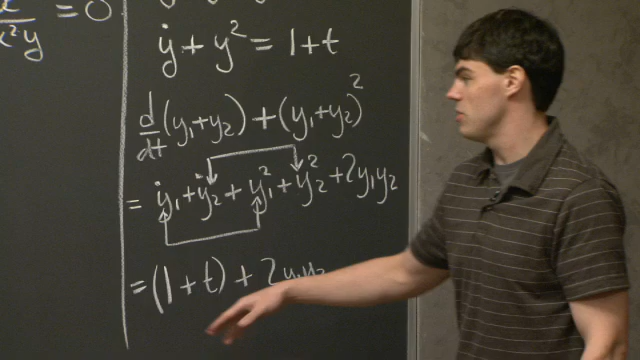 = 0
x²y
ẏ + y² = 1 + t
d/dt (y₁+y₂) + (y₁+y₂)²
= ẏ₁ + ẏ₂ + y₁² + y₂² + 2y₁y₂
= (1 + t) + 2y₁y₂